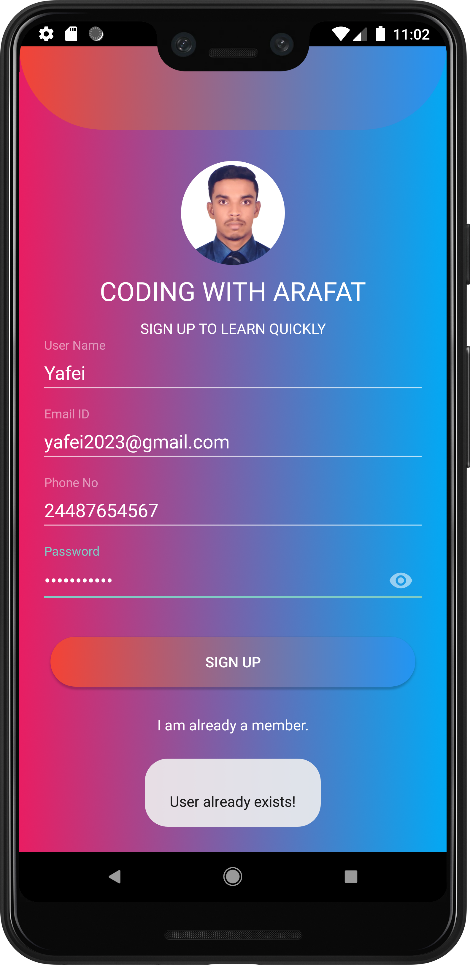 11:02
CODING WITH ARAFAT
SIGN UP TO LEARN QUICKLY
User Name
Yafei
Email ID
yafei2023@gmail.com
Phone No
24487654567
Password
•••••••••••
SIGN UP
I am already a member.
User already exists!